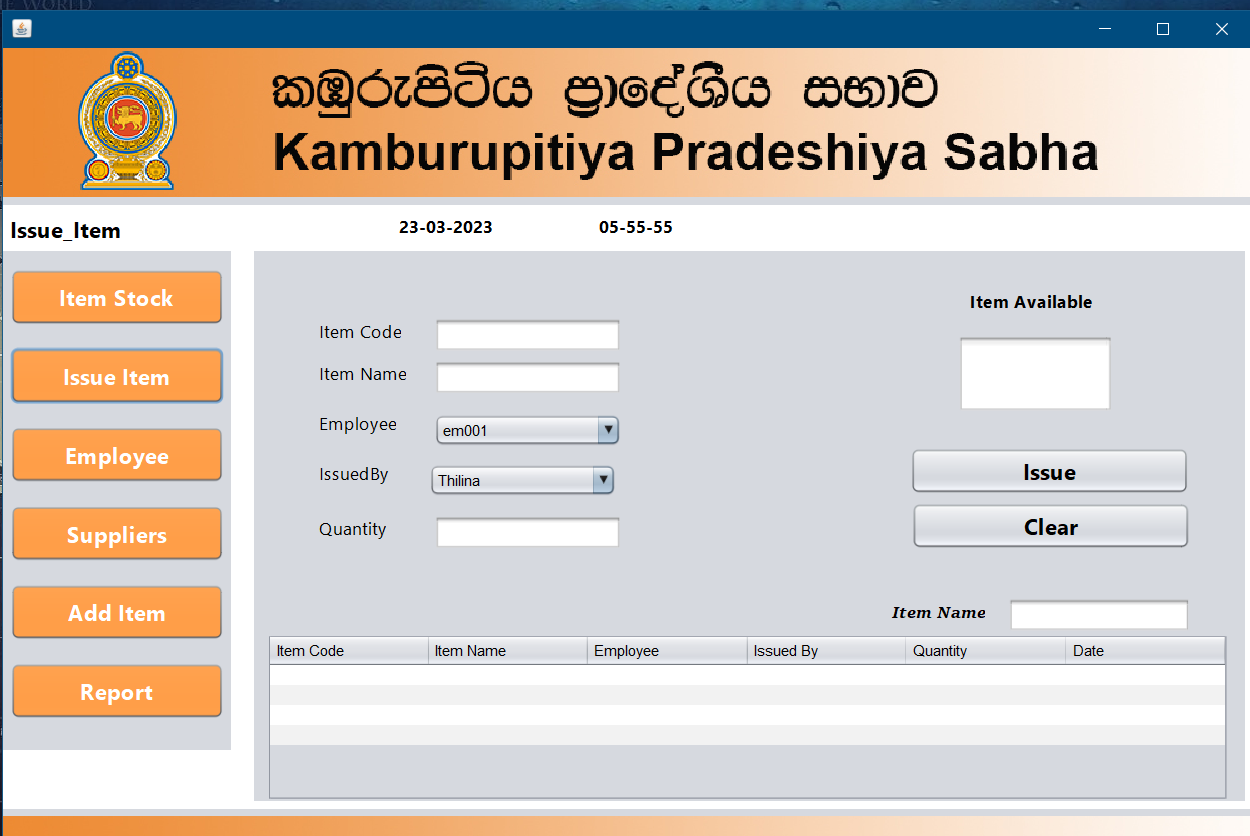 කඹුරුපිටිය ප්‍රාදේශීය සභාව
Kamburupitiya Pradeshiya Sabha
Issue_Item
23-03-2023 05-55-55
Item Stock
Issue Item
Employee
Suppliers
Add Item
Report
Item Code
Item Name
Employee em001
IssuedBy Thilina
Quantity
Item Available
Issue
Clear
Item Name
Item Code Item Name Employee Issued By Quantity Date